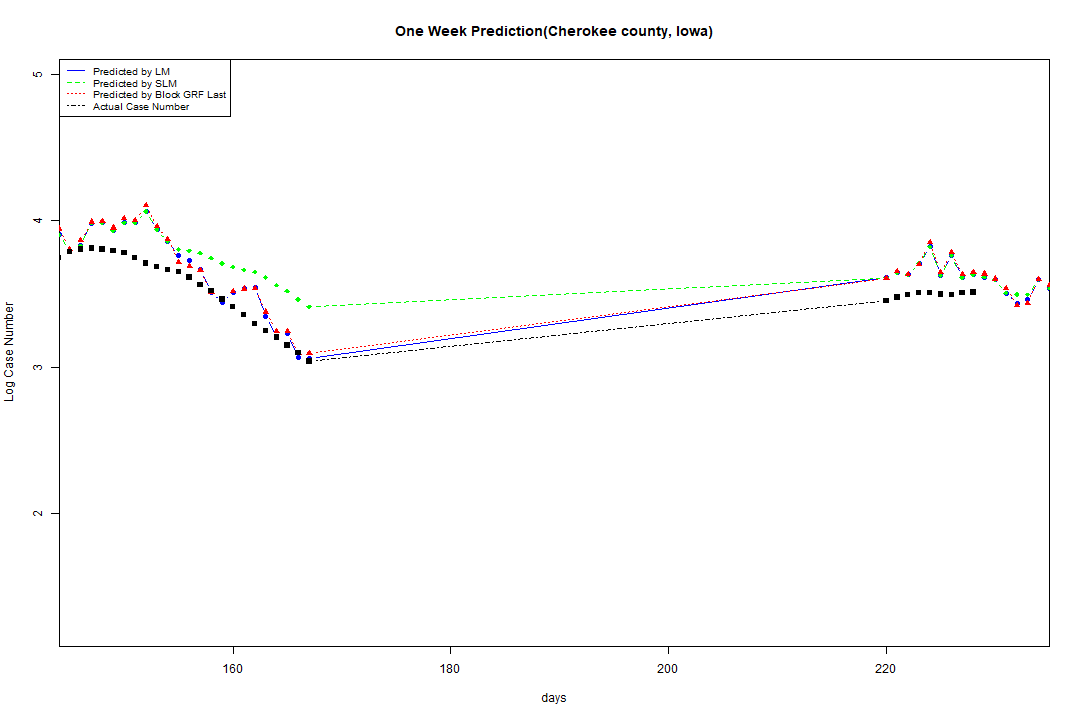 One Week Prediction(Cherokee county, Iowa)
Predicted by LM
Predicted by SLM
Predicted by Block GRF Last
Actual Case Number
5
4
3
2
Log Case Number
160 180 200 220
days